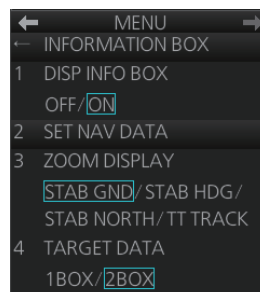 ← MENU →
← INFORMATION BOX
1 DISP INFO BOX
OFF/ON
2 SET NAV DATA
3 ZOOM DISPLAY
STAB GND/STAB HDG/
STAB NORTH/TT TRACK
4 TARGET DATA
1BOX/2BOX